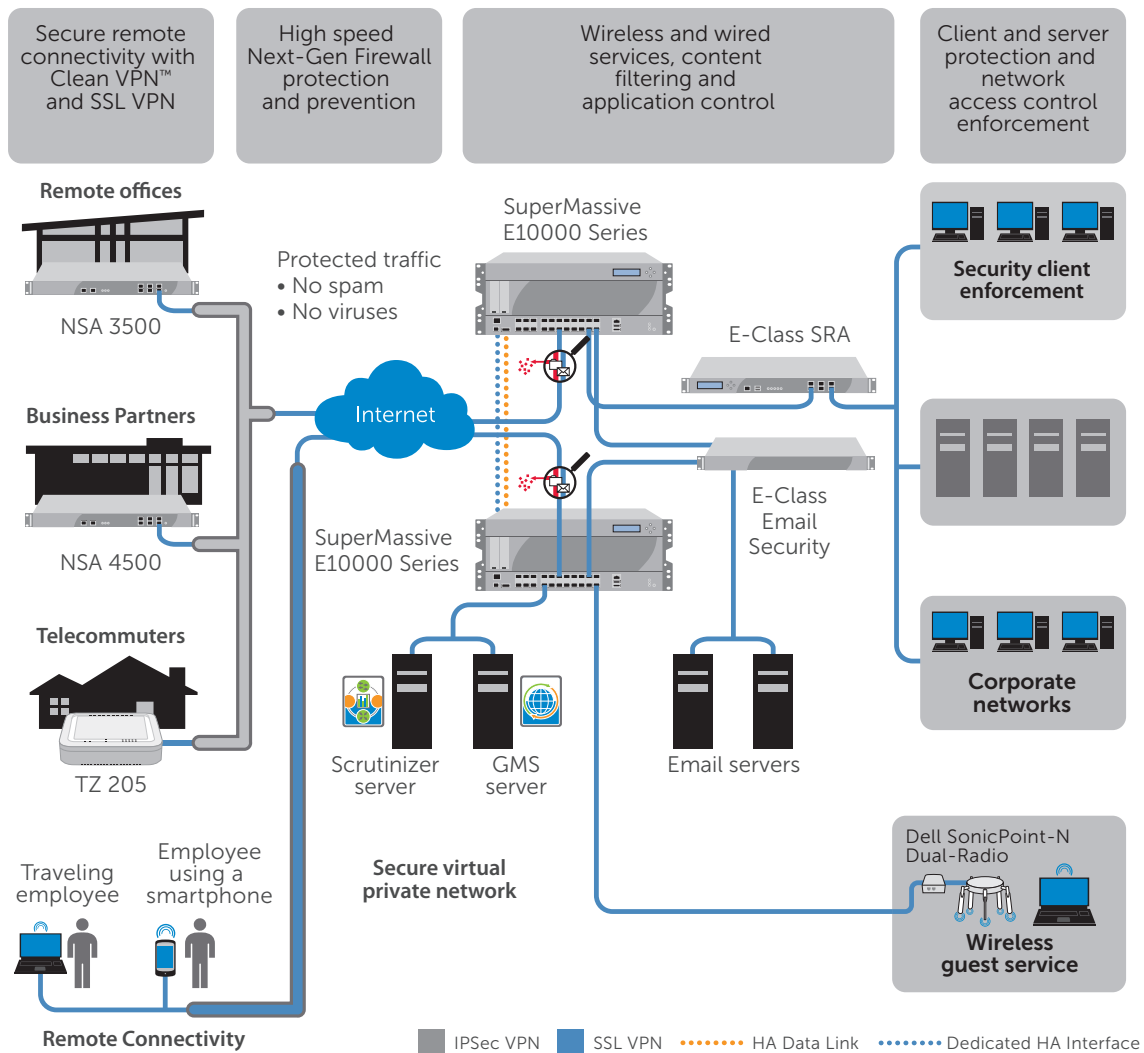 Secure remote
connectivity with
Clean VPN™
and SSL VPN
High speed
Next-Gen Firewall
protection
and prevention
Wireless and wired
services, content
filtering and
application control
Client and server
protection and
network
access control
enforcement
Remote offices
NSA 3500
Protected traffic
• No spam
• No viruses
SuperMassive
E10000 Series
Security client
enforcement
E-Class SRA
Business Partners
NSA 4500
Internet
SuperMassive
E10000 Series
E-Class
Email
Security
Telecommuters
TZ 205
Scrutinizer
server
GMS
server
Email servers
Corporate
networks
Traveling
employee
Employee
using a
smartphone
Secure virtual
private network
Dell SonicPoint-N
Dual-Radio
Wireless
guest service
Remote Connectivity
IPSec VPN
SSL VPN
HA Data Link
Dedicated HA Interface